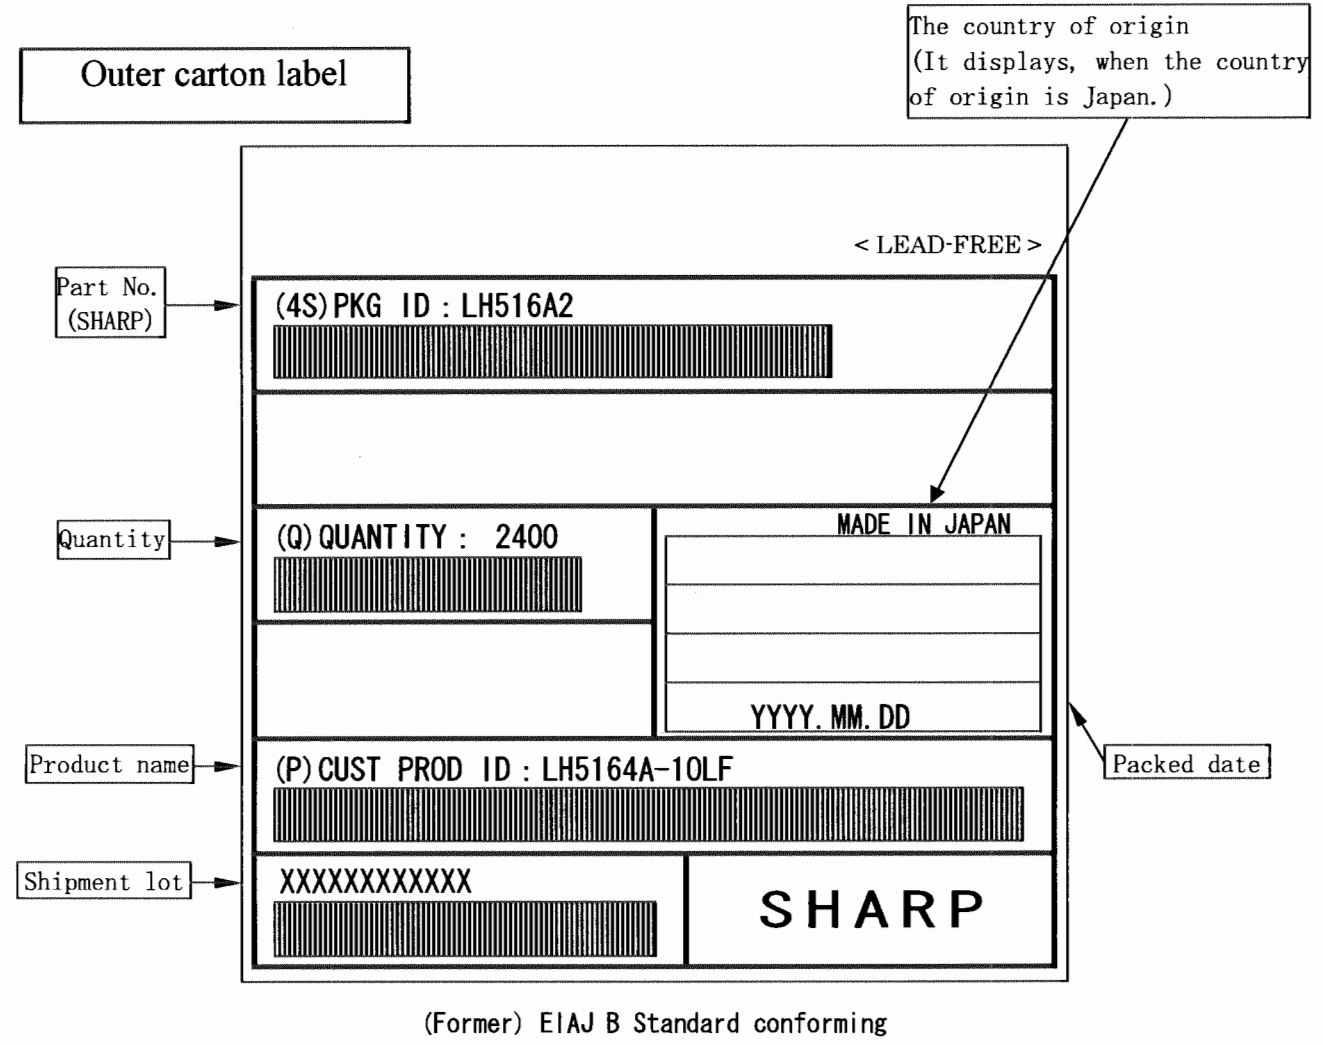 The country of origin
(It displays, when the country
of origin is Japan.)
Outer carton label
< LEAD-FREE >
Part No.
(SHARP)
(4S)PKG ID : LH516A2
Quantity
(Q)QUANTITY : 2400
MADE IN JAPAN
YYYY.MM.DD
Packed date
Product name
(P)CUST PROD ID : LH5164A-10LF
Shipment lot
XXXXXXXXXXXX
SHARP
(Former) EIAJ B Standard conforming